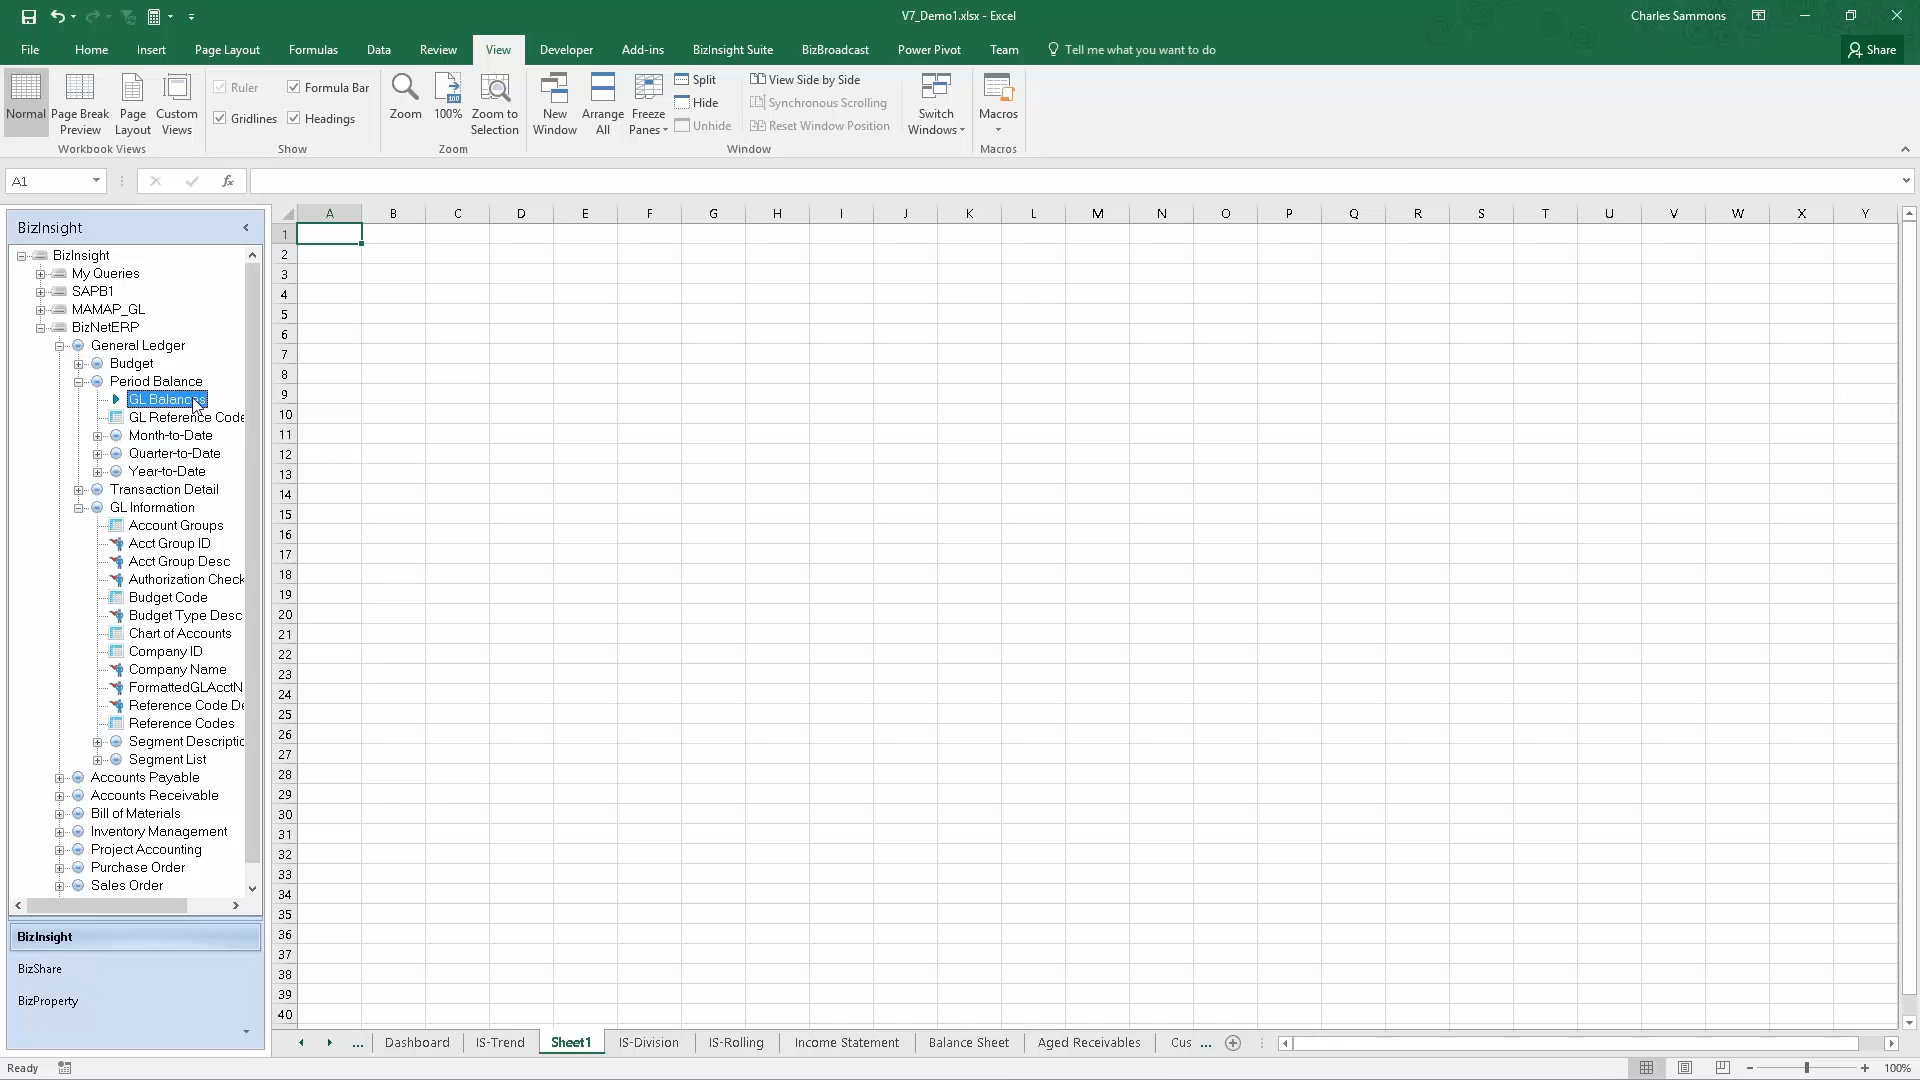 V7_Demo1.xlsx - Excel
Charles Sammons
File Home Insert Page Layout Formulas Data Review View Developer Add-ins BizInsight Suite BizBroadcast Power Pivot Team Tell me what you want to do Share
Normal
Page Break Preview
Page Layout
Custom Views
Workbook Views
Ruler
Formula Bar
Gridlines
Headings
Show
Zoom
100
100%
Zoom to Selection
Zoom
New Window
Arrange All
Freeze Panes
Split
Hide
Unhide
View Side by Side
Synchronous Scrolling
Reset Window Position
Window
Switch Windows
Macros
Macros
A1
fx
BizInsight
BizInsight
My Queries
SAPB1
MAMAP_GL
BizNetERP
General Ledger
Budget
Period Balance
GL Balances
GL Reference Code
Month-to-Date
Quarter-to-Date
Year-to-Date
Transaction Detail
GL Information
Account Groups
Acct Group ID
Acct Group Desc
Authorization Check
Budget Code
Budget Type Desc
Chart of Accounts
Company ID
Company Name
FormattedGLAcctN
Reference Code De
Reference Codes
Segment Descriptio
Segment List
Accounts Payable
Accounts Receivable
Bill of Materials
Inventory Management
Project Accounting
Purchase Order
Sales Order
BizInsight
BizShare
BizProperty
A B C D E F G H I J K L M N O P Q R S T U V W X Y
1
2
3
4
5
6
7
8
9
10
11
12
13
14
15
16
17
18
19
20
21
22
23
24
25
26
27
28
29
30
31
32
33
34
35
36
37
38
39
40
... Dashboard IS-Trend Sheet1 IS-Division IS-Rolling Income Statement Balance Sheet Aged Receivables Cus ...
Ready
100%